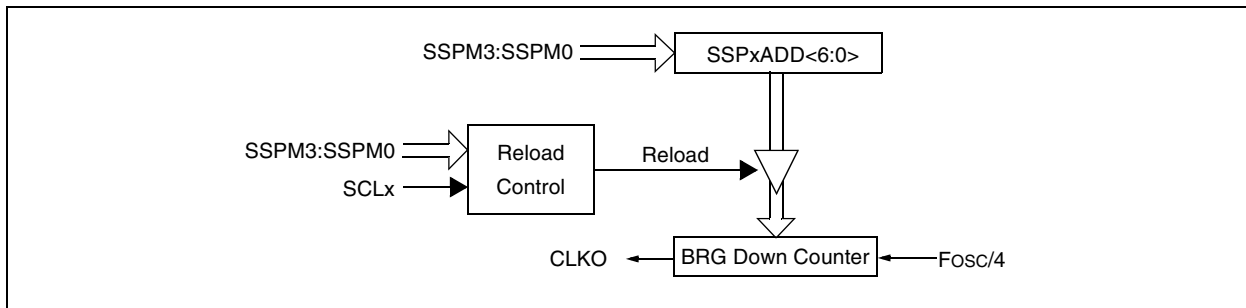 SSPM3:SSPM0
SSPxADD<6:0>
SSPM3:SSPM0
SCLx
Reload
Control
Reload
CLKO
BRG Down Counter
FOSC/4